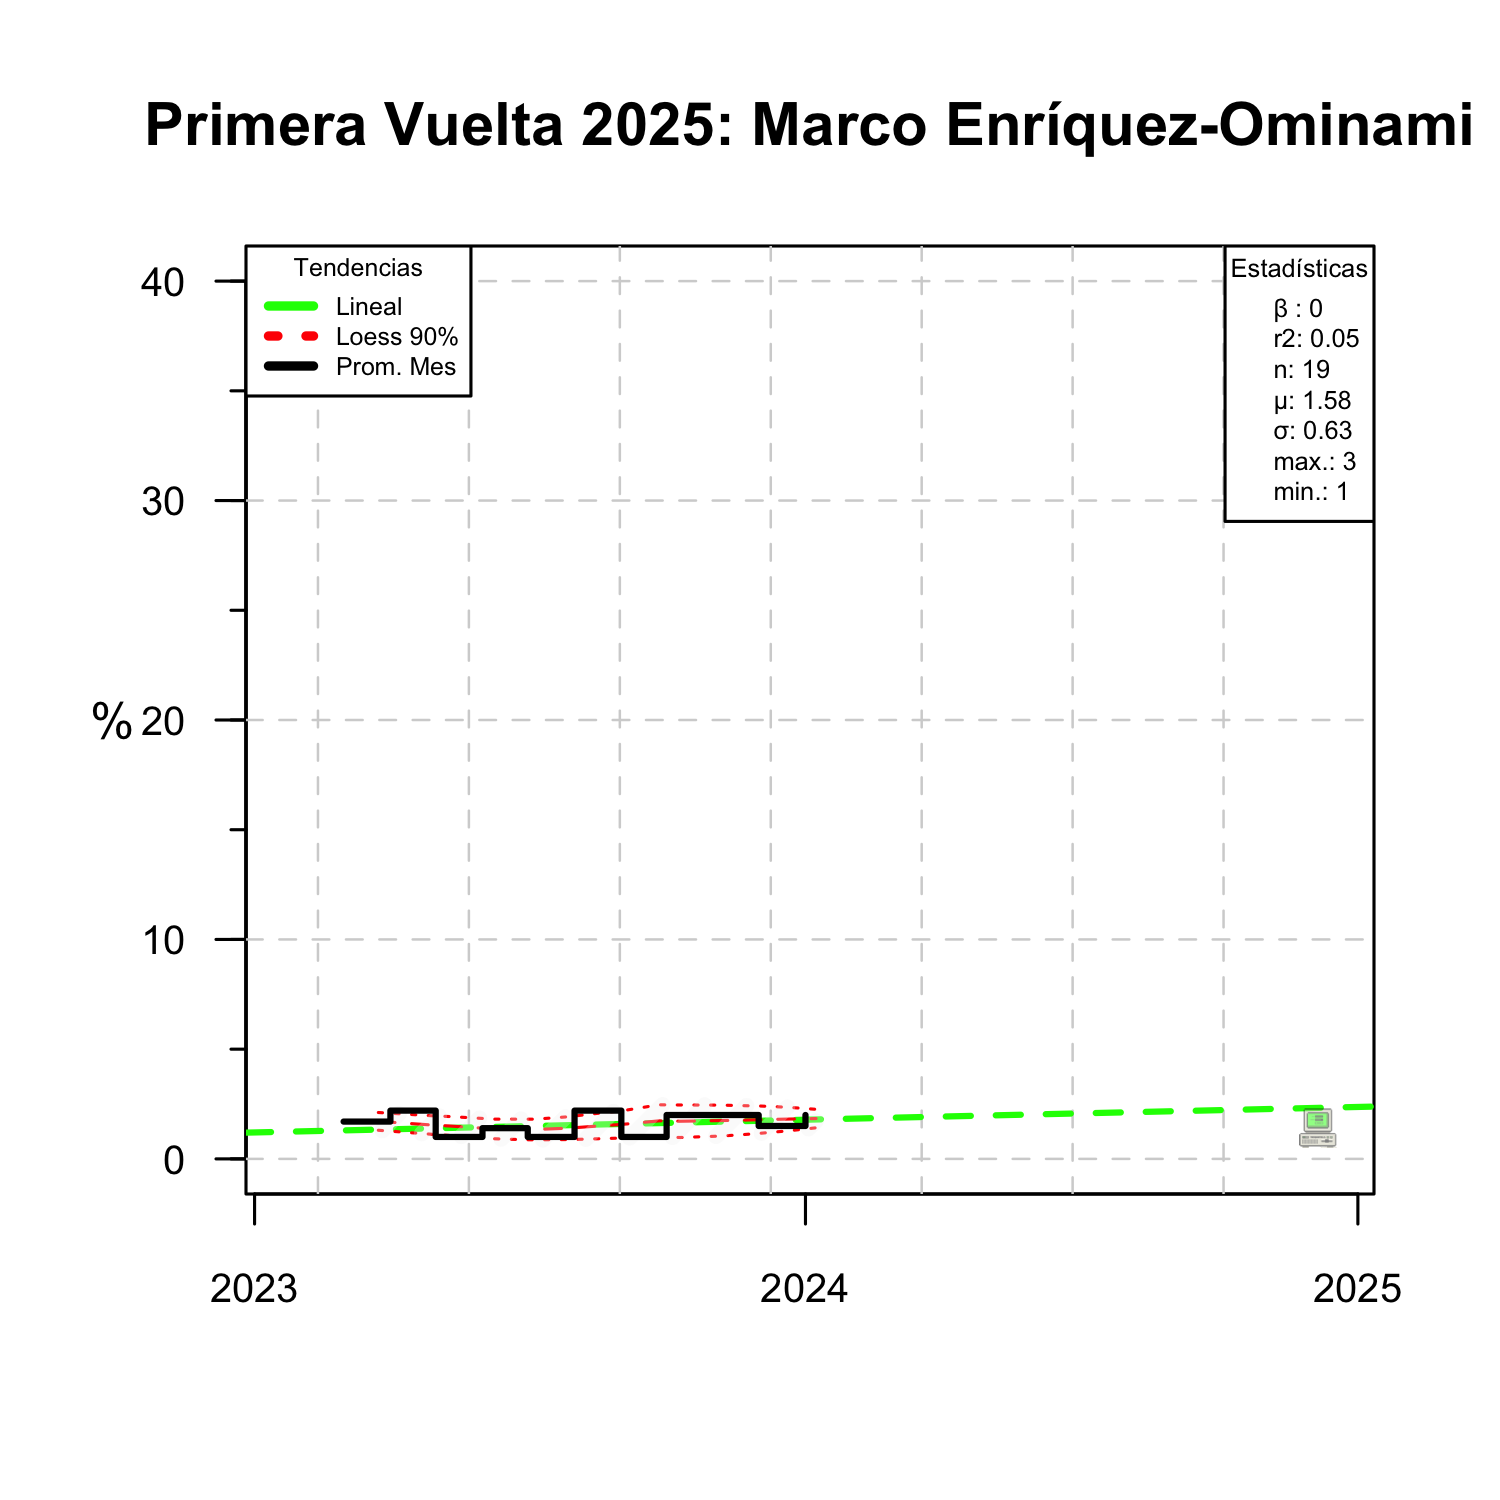 Primera Vuelta 2025: Marco Enríquez-Ominami
Tendencias
Lineal
Loess 90%
Prom. Mes
Estadísticas
β : 0
r2: 0.05
n: 19
μ: 1.58
σ: 0.63
max.: 3
min.: 1
40
30
20
10
0
%
2023
2024
2025